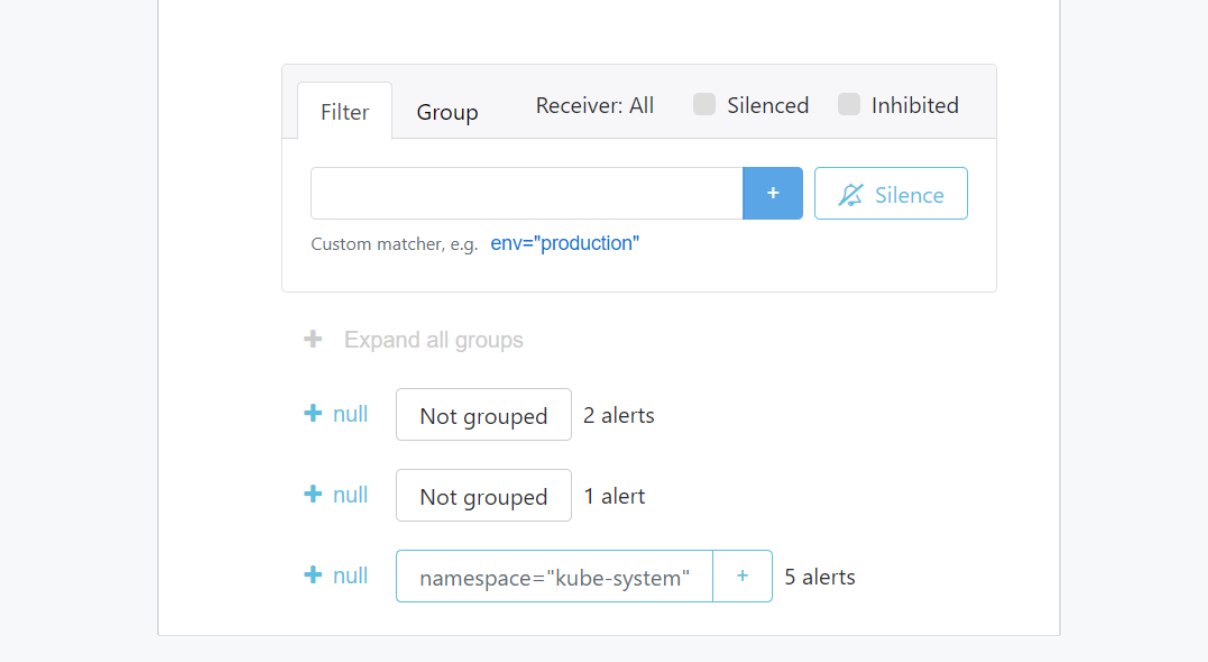 Filter Group Receiver: All Silenced Inhibited
+ Silence
Custom matcher, e.g. env="production"
+ Expand all groups
+ null Not grouped 2 alerts
+ null Not grouped 1 alert
+ null namespace="kube-system" + 5 alerts